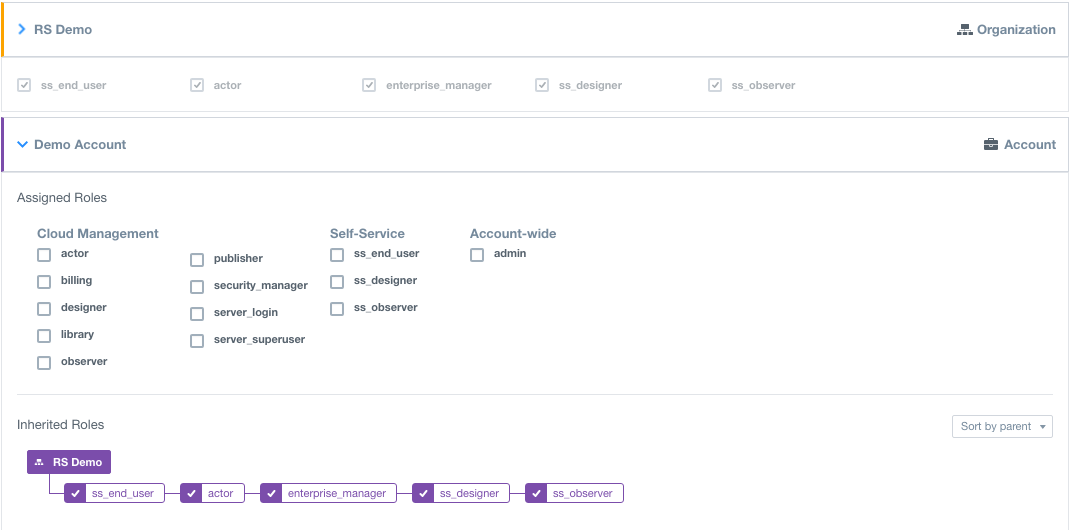 RS Demo Organization
ss_end_user actor enterprise_manager ss_designer ss_observer
Demo Account Account
Assigned Roles
Cloud Management Self-Service Account-wide
actor publisher ss_end_user admin
billing security_manager ss_designer
designer server_login ss_observer
library server_superuser
observer
Inherited Roles Sort by parent
RS Demo
ss_end_user actor enterprise_manager ss_designer ss_observer